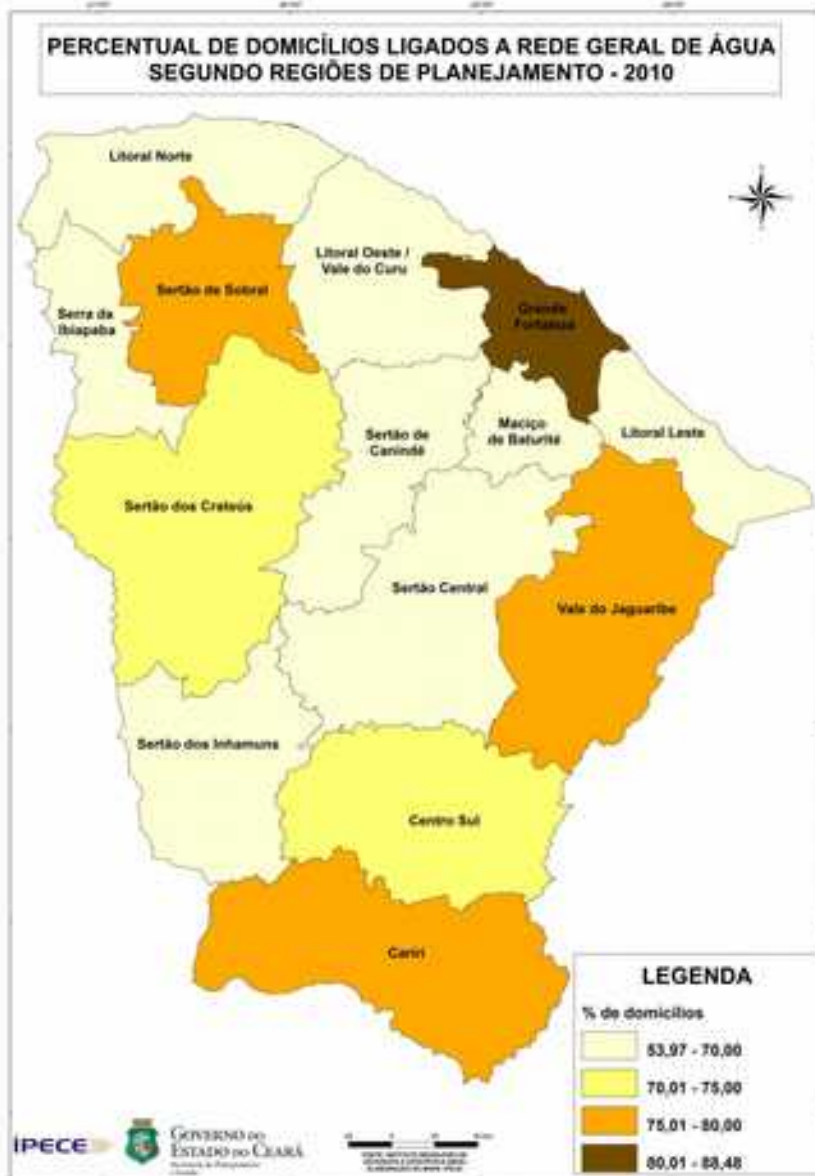 PERCENTUAL DE DOMICÍLIOS LIGADOS A REDE GERAL DE ÁGUA
SEGUNDO REGIÕES DE PLANEJAMENTO - 2010
Litoral Norte
Litoral Oeste /
Vale do Curu
Sertão de Sobral
Grande
Fortaleza
Serra da
Ibiapaba
Maciço
de Baturité
Sertão de
Canindé
Litoral Leste
Sertão dos Crateús
Sertão Central
Vale do Jaguaribe
Sertão dos Inhamuns
Centro Sul
Cariri
LEGENDA
% de domicílios
53,97 - 70,00
70,01 - 75,00
75,01 - 80,00
80,01 - 88,48
IPECE
GOVERNO DO
ESTADO DO CEARÁ